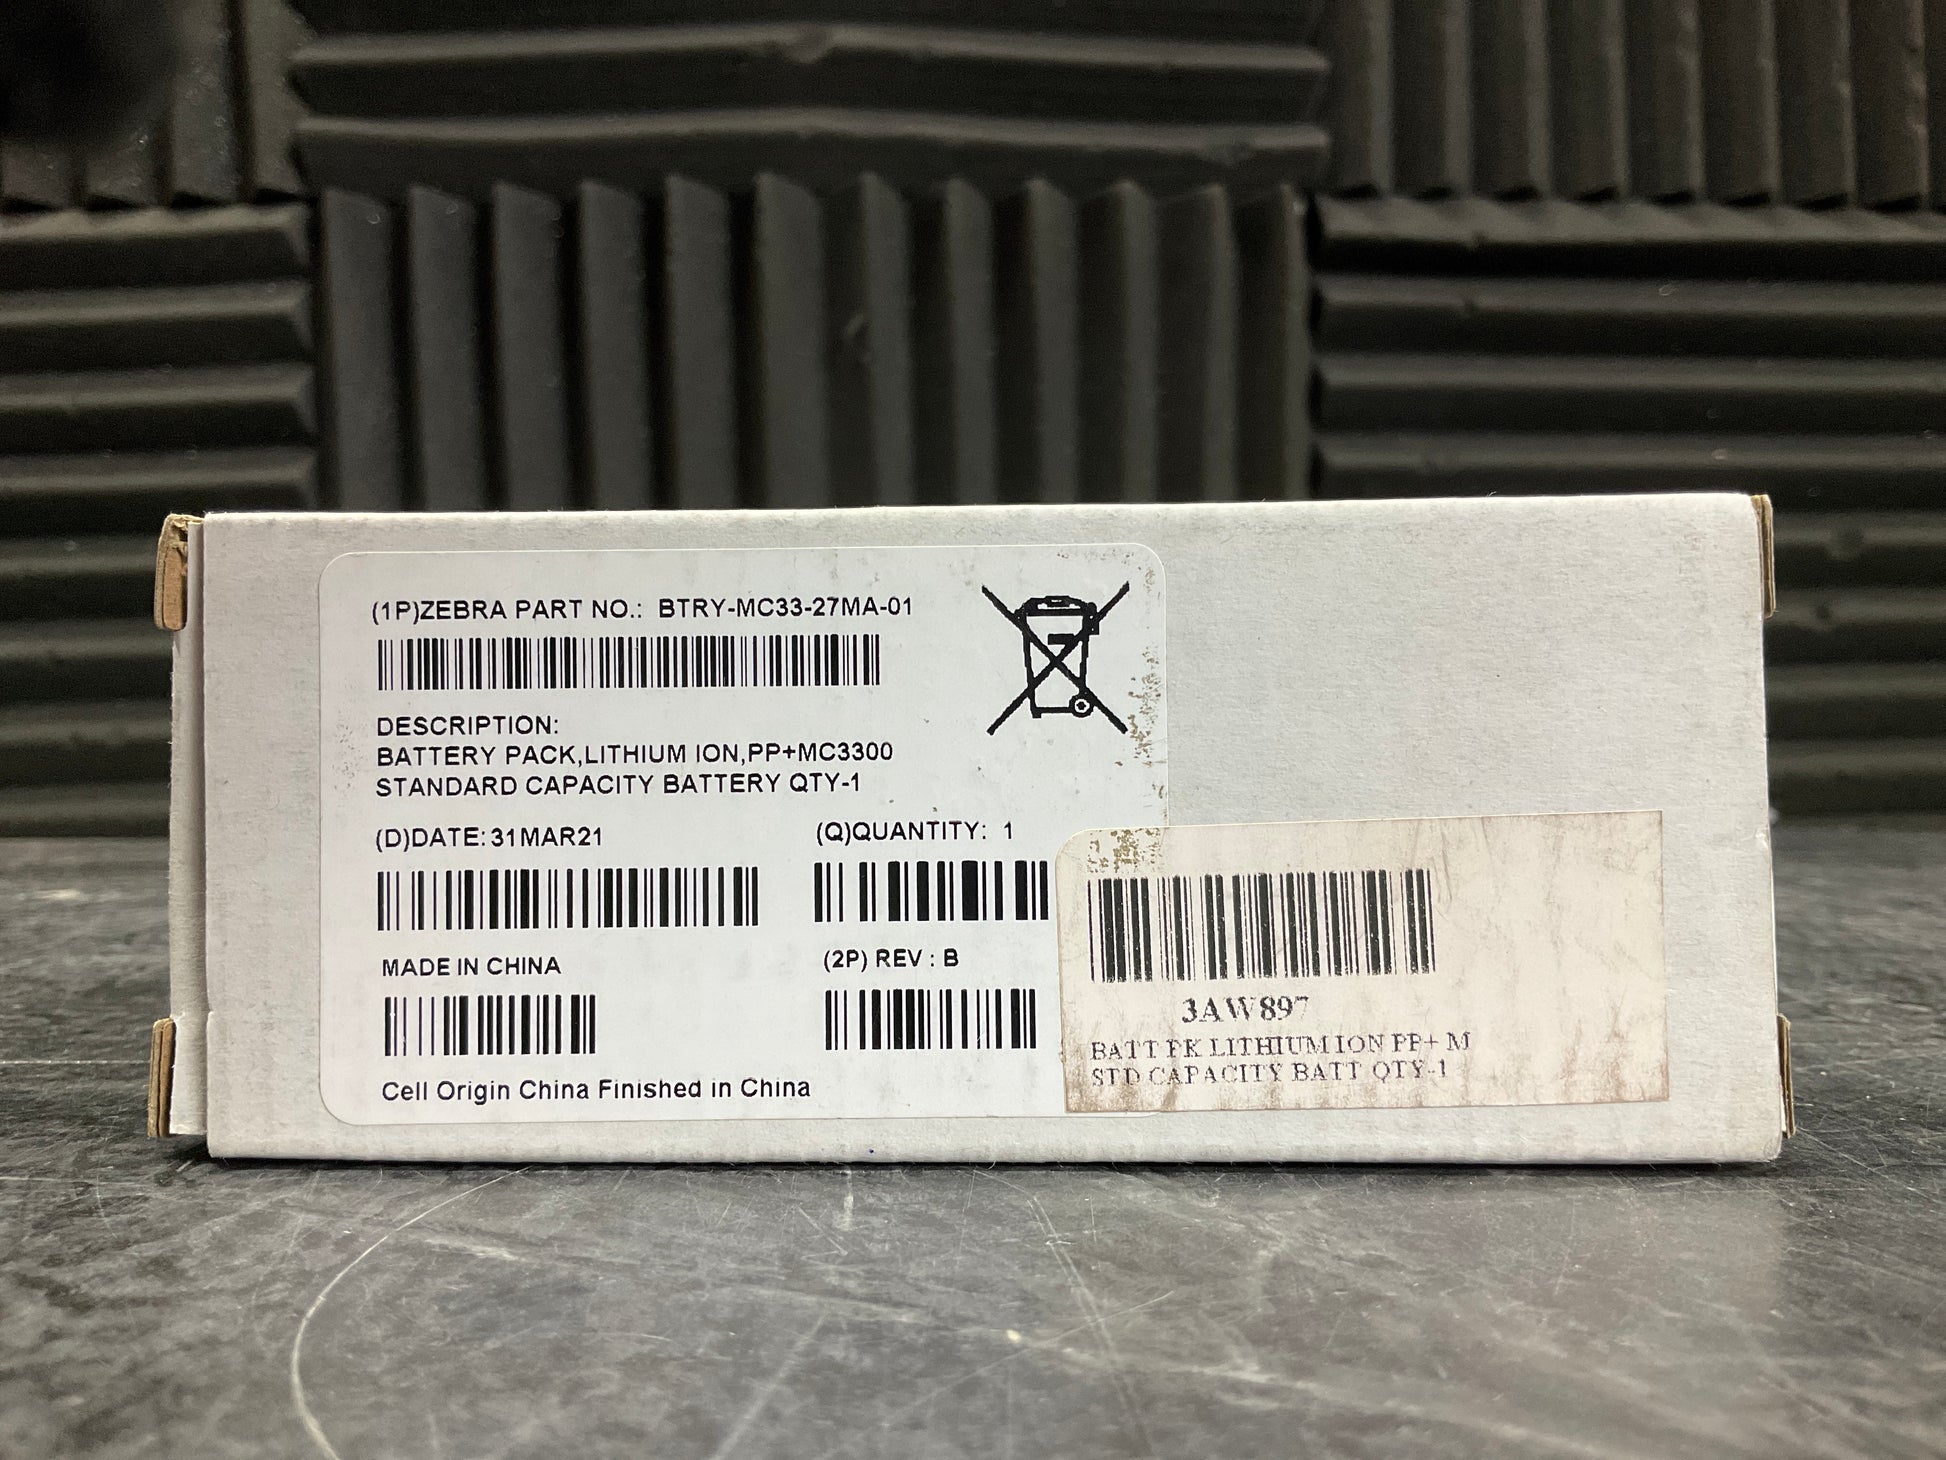 (1P)ZEBRA PART NO.: BTRY-MC33-27MA-01
DESCRIPTION:
BATTERY PACK,LITHIUM ION,PP+MC3300
STANDARD CAPACITY BATTERY QTY-1
(D)DATE: 31MAR21
(Q)QUANTITY: 1
MADE IN CHINA
(2P) REV : B
Cell Origin China Finished in China
3AW897
BATT PK LITHIUM ION PP+ M
STD CAPACITY BATT QTY-1